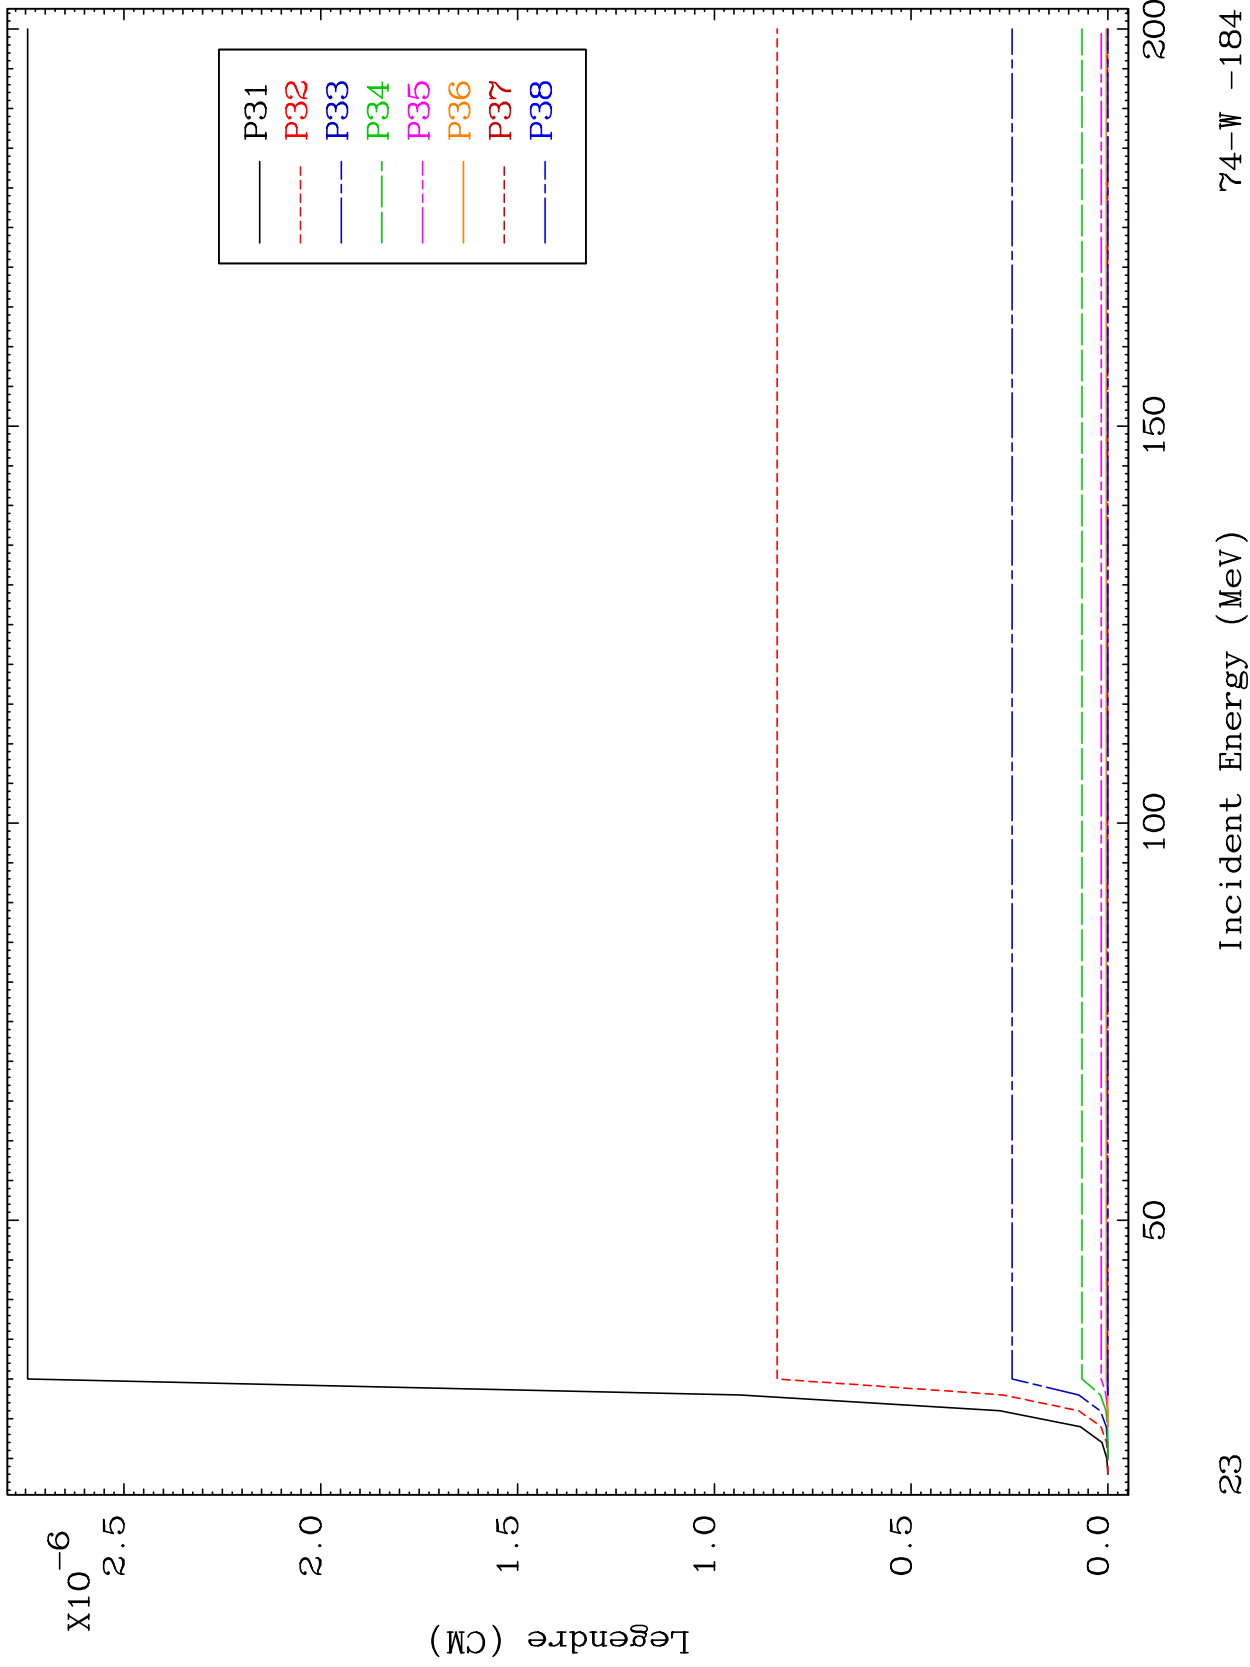 X10-6
2.5
2.0
1.5
1.0
0.5
0.0
Legendre (CM)
P31
P32
P33
P34
P35
P36
P37
P38
50
100
150
200
23
Incident Energy (MeV)
74-W -184